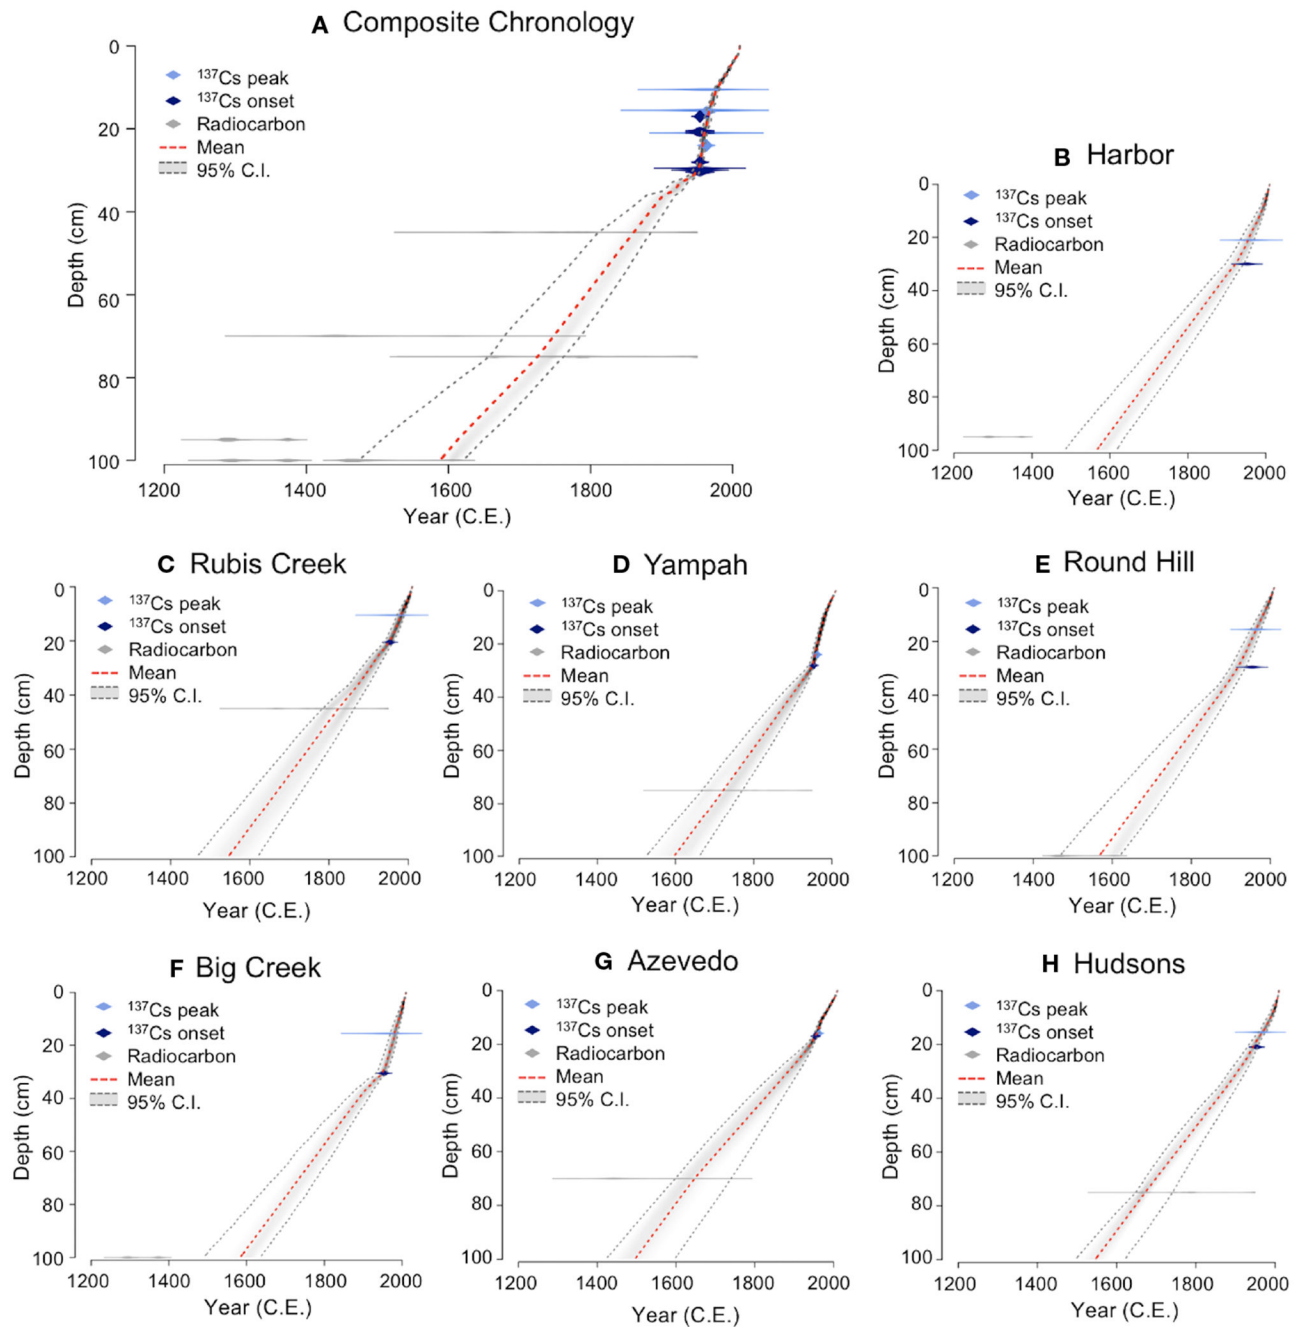 A Composite Chronology
0
20
40
60
80
100
Depth (cm)
137Cs peak
137Cs onset
Radiocarbon
Mean
95% C.I.
1200 1400 1600 1800 2000
Year (C.E.)
B Harbor
0
20
40
60
80
100
Depth (cm)
137Cs peak
137Cs onset
Radiocarbon
Mean
95% C.I.
1200 1400 1600 1800 2000
Year (C.E.)
C Rubis Creek
0
20
40
60
80
100
Depth (cm)
137Cs peak
137Cs onset
Radiocarbon
Mean
95% C.I.
1200 1400 1600 1800 2000
Year (C.E.)
D Yampah
0
20
40
60
80
100
Depth (cm)
137Cs peak
137Cs onset
Radiocarbon
Mean
95% C.I.
1200 1400 1600 1800 2000
Year (C.E.)
E Round Hill
0
20
40
60
80
100
Depth (cm)
137Cs peak
137Cs onset
Radiocarbon
Mean
95% C.I.
1200 1400 1600 1800 2000
Year (C.E.)
F Big Creek
0
20
40
60
80
100
Depth (cm)
137Cs peak
137Cs onset
Radiocarbon
Mean
95% C.I.
1200 1400 1600 1800 2000
Year (C.E.)
G Azevedo
0
20
40
60
80
100
Depth (cm)
137Cs peak
137Cs onset
Radiocarbon
Mean
95% C.I.
1200 1400 1600 1800 2000
Year (C.E.)
H Hudsons
0
20
40
60
80
100
Depth (cm)
137Cs peak
137Cs onset
Radiocarbon
Mean
95% C.I.
1200 1400 1600 1800 2000
Year (C.E.)